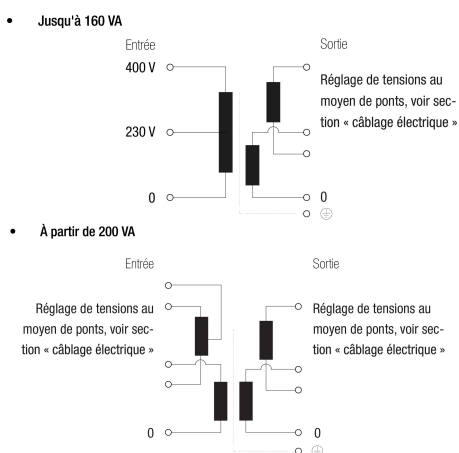 • Jusqu'à 160 VA
Entrée
Sortie
400 V
Réglage de tensions au
moyen de ponts, voir sec-
tion « câblage électrique »
230 V
0
0
• À partir de 200 VA
Entrée
Sortie
Réglage de tensions au
moyen de ponts, voir sec-
tion « câblage électrique »
Réglage de tensions au
moyen de ponts, voir sec-
tion « câblage électrique »
0
0